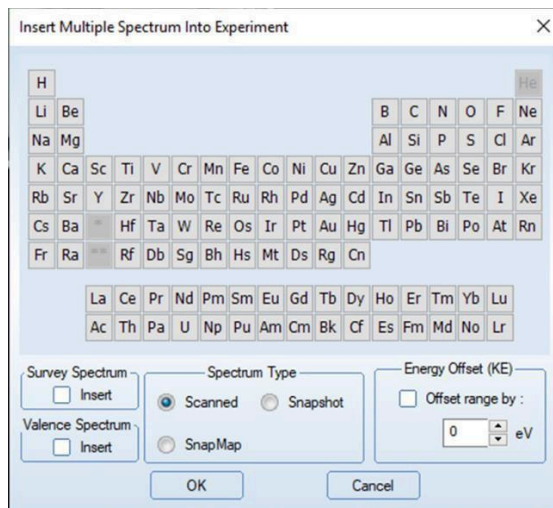 Insert Multiple Spectrum Into Experiment
H He
Li Be B C N O F Ne
Na Mg Al Si P S Cl Ar
K Ca Sc Ti V Cr Mn Fe Co Ni Cu Zn Ga Ge As Se Br Kr
Rb Sr Y Zr Nb Mo Tc Ru Rh Pd Ag Cd In Sn Sb Te I Xe
Cs Ba * Hf Ta W Re Os Ir Pt Au Hg Tl Pb Bi Po At Rn
Fr Ra ** Rf Db Sg Bh Hs Mt Ds Rg Cn
La Ce Pr Nd Pm Sm Eu Gd Tb Dy Ho Er Tm Yb Lu
Ac Th Pa U Np Pu Am Cm Bk Cf Es Fm Md No Lr
Survey Spectrum
Insert
Valence Spectrum
Insert
Spectrum Type
Scanned Snapshot
SnapMap
Energy Offset (KE)
Offset range by :
0 eV
OK Cancel